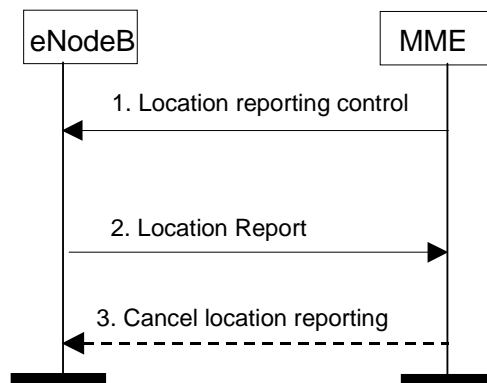 eNodeB
MME
1. Location reporting control
2. Location Report
3. Cancel location reporting